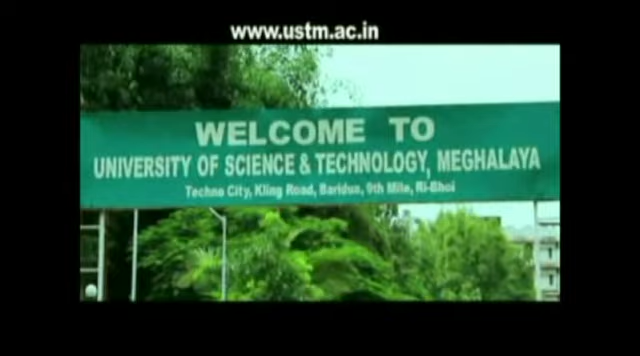 www.ustm.ac.in
WELCOME TO
UNIVERSITY OF SCIENCE & TECHNOLOGY, MEGHALAYA
Techno City, Kling Road, Baridua, 9th Mile, Ri-Bhoi